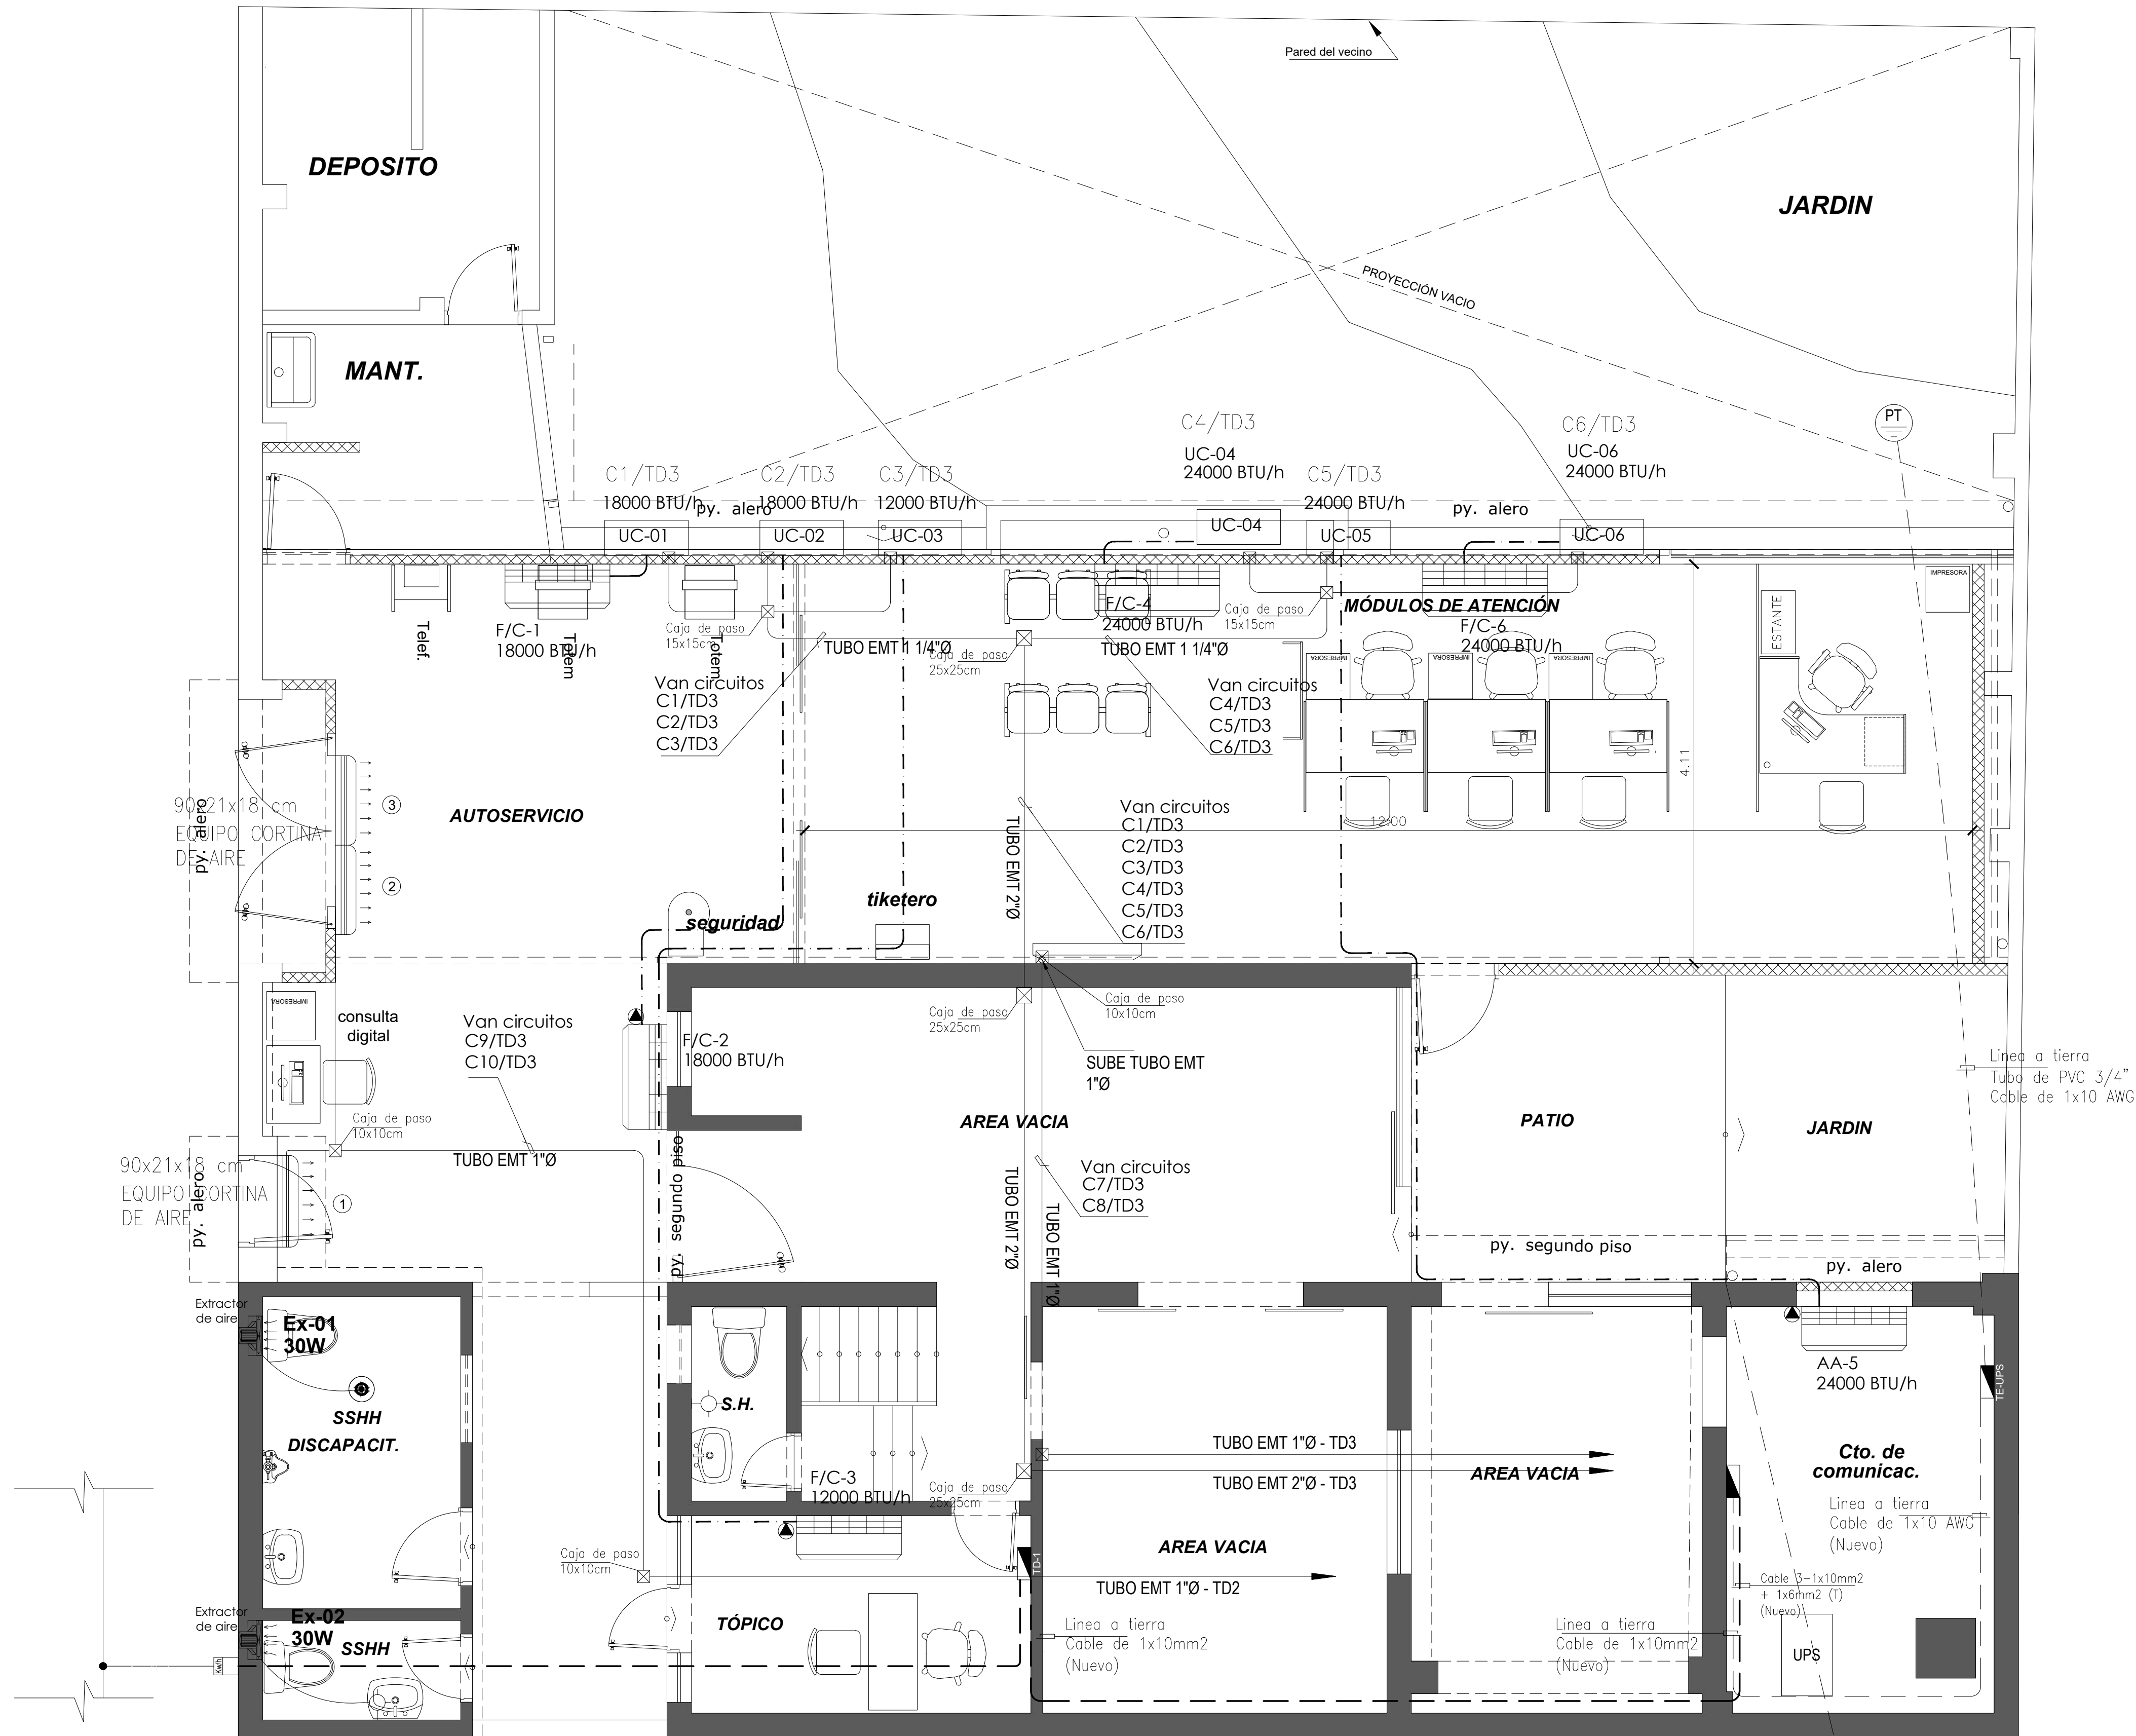 Pared del vecino
DEPOSITO
JARDIN
PROYECCIÓN VACIO
MANT.
PT
C1/TD3
18000 BTU/h
UC-01
C2/TD3
18000 BTU/h
UC-02
C3/TD3
12000 BTU/h
UC-03
py. alero
C4/TD3
UC-04
24000 BTU/h
UC-04
C5/TD3
24000 BTU/h
UC-05
C6/TD3
UC-06
24000 BTU/h
UC-06
py. alero
Telef.
F/C-1
18000 BTU/h
Totem
Totem
Caja de paso
15x15cm
TUBO EMT 1 1/4"Ø
Caja de paso
25x25cm
F/C-4
24000 BTU/h
TUBO EMT 1 1/4"Ø
Caja de paso
15x15cm
MÓDULOS DE ATENCIÓN
F/C-6
24000 BTU/h
IMPRESORA
IMPRESORA
IMPRESORA
ESTANTE
IMPRESORA
Van circuitos
C1/TD3
C2/TD3
C3/TD3
Van circuitos
C4/TD3
C5/TD3
C6/TD3
4.11
12.00
90x21x18 cm
EQUIPO CORTINA
DE AIRE
py. alero
3
2
AUTOSERVICIO
TUBO EMT 2"Ø
Van circuitos
C1/TD3
C2/TD3
C3/TD3
C4/TD3
C5/TD3
C6/TD3
seguridad
tiketero
IMPRESORA
consulta
digital
Van circuitos
C9/TD3
C10/TD3
F/C-2
18000 BTU/h
Caja de paso
25x25cm
Caja de paso
10x10cm
SUBE TUBO EMT
1"Ø
Linea a tierra
Tubo de PVC 3/4"
Cable de 1x10 AWG
Caja de paso
10x10cm
TUBO EMT 1"Ø
AREA VACIA
PATIO
JARDIN
90x21x18 cm
EQUIPO CORTINA
DE AIRE
py. alero
1
py. segundo piso
TUBO EMT 2"Ø
TUBO EMT 1"Ø
Van circuitos
C7/TD3
C8/TD3
py. segundo piso
py. alero
Extractor
de aire
Ex-01
30W
SSHH
DISCAPACIT.
S.H.
F/C-3
12000 BTU/h
Caja de paso
25x25cm
TUBO EMT 1"Ø - TD3
TUBO EMT 2"Ø - TD3
AREA VACIA
AA-5
24000 BTU/h
TE-UPS
Cto. de
comunicac.
Linea a tierra
Cable de 1x10 AWG
(Nuevo)
Caja de paso
10x10cm
TD-1
AREA VACIA
TUBO EMT 1"Ø - TD2
Cable 3-1x10mm2
+ 1x6mm2 (T)
(Nuevo)
Extractor
de aire
Ex-02
30W
SSHH
TÓPICO
Linea a tierra
Cable de 1x10mm2
(Nuevo)
Linea a tierra
Cable de 1x10mm2
(Nuevo)
UPS
Kwh